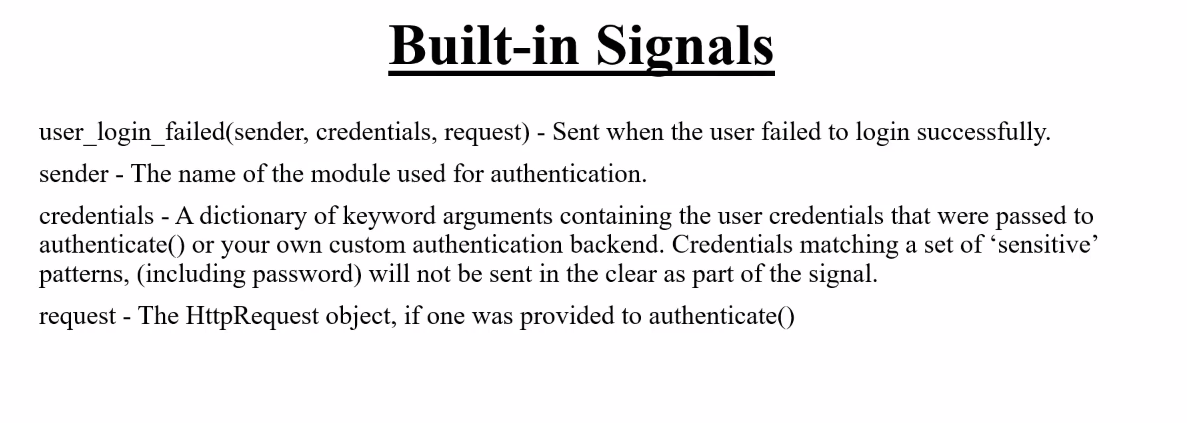 Built-in Signals
user_login_failed(sender, credentials, request) - Sent when the user failed to login successfully.
sender - The name of the module used for authentication.
credentials - A dictionary of keyword arguments containing the user credentials that were passed to
authenticate() or your own custom authentication backend. Credentials matching a set of ‘sensitive’
patterns, (including password) will not be sent in the clear as part of the signal.
request - The HttpRequest object, if one was provided to authenticate()